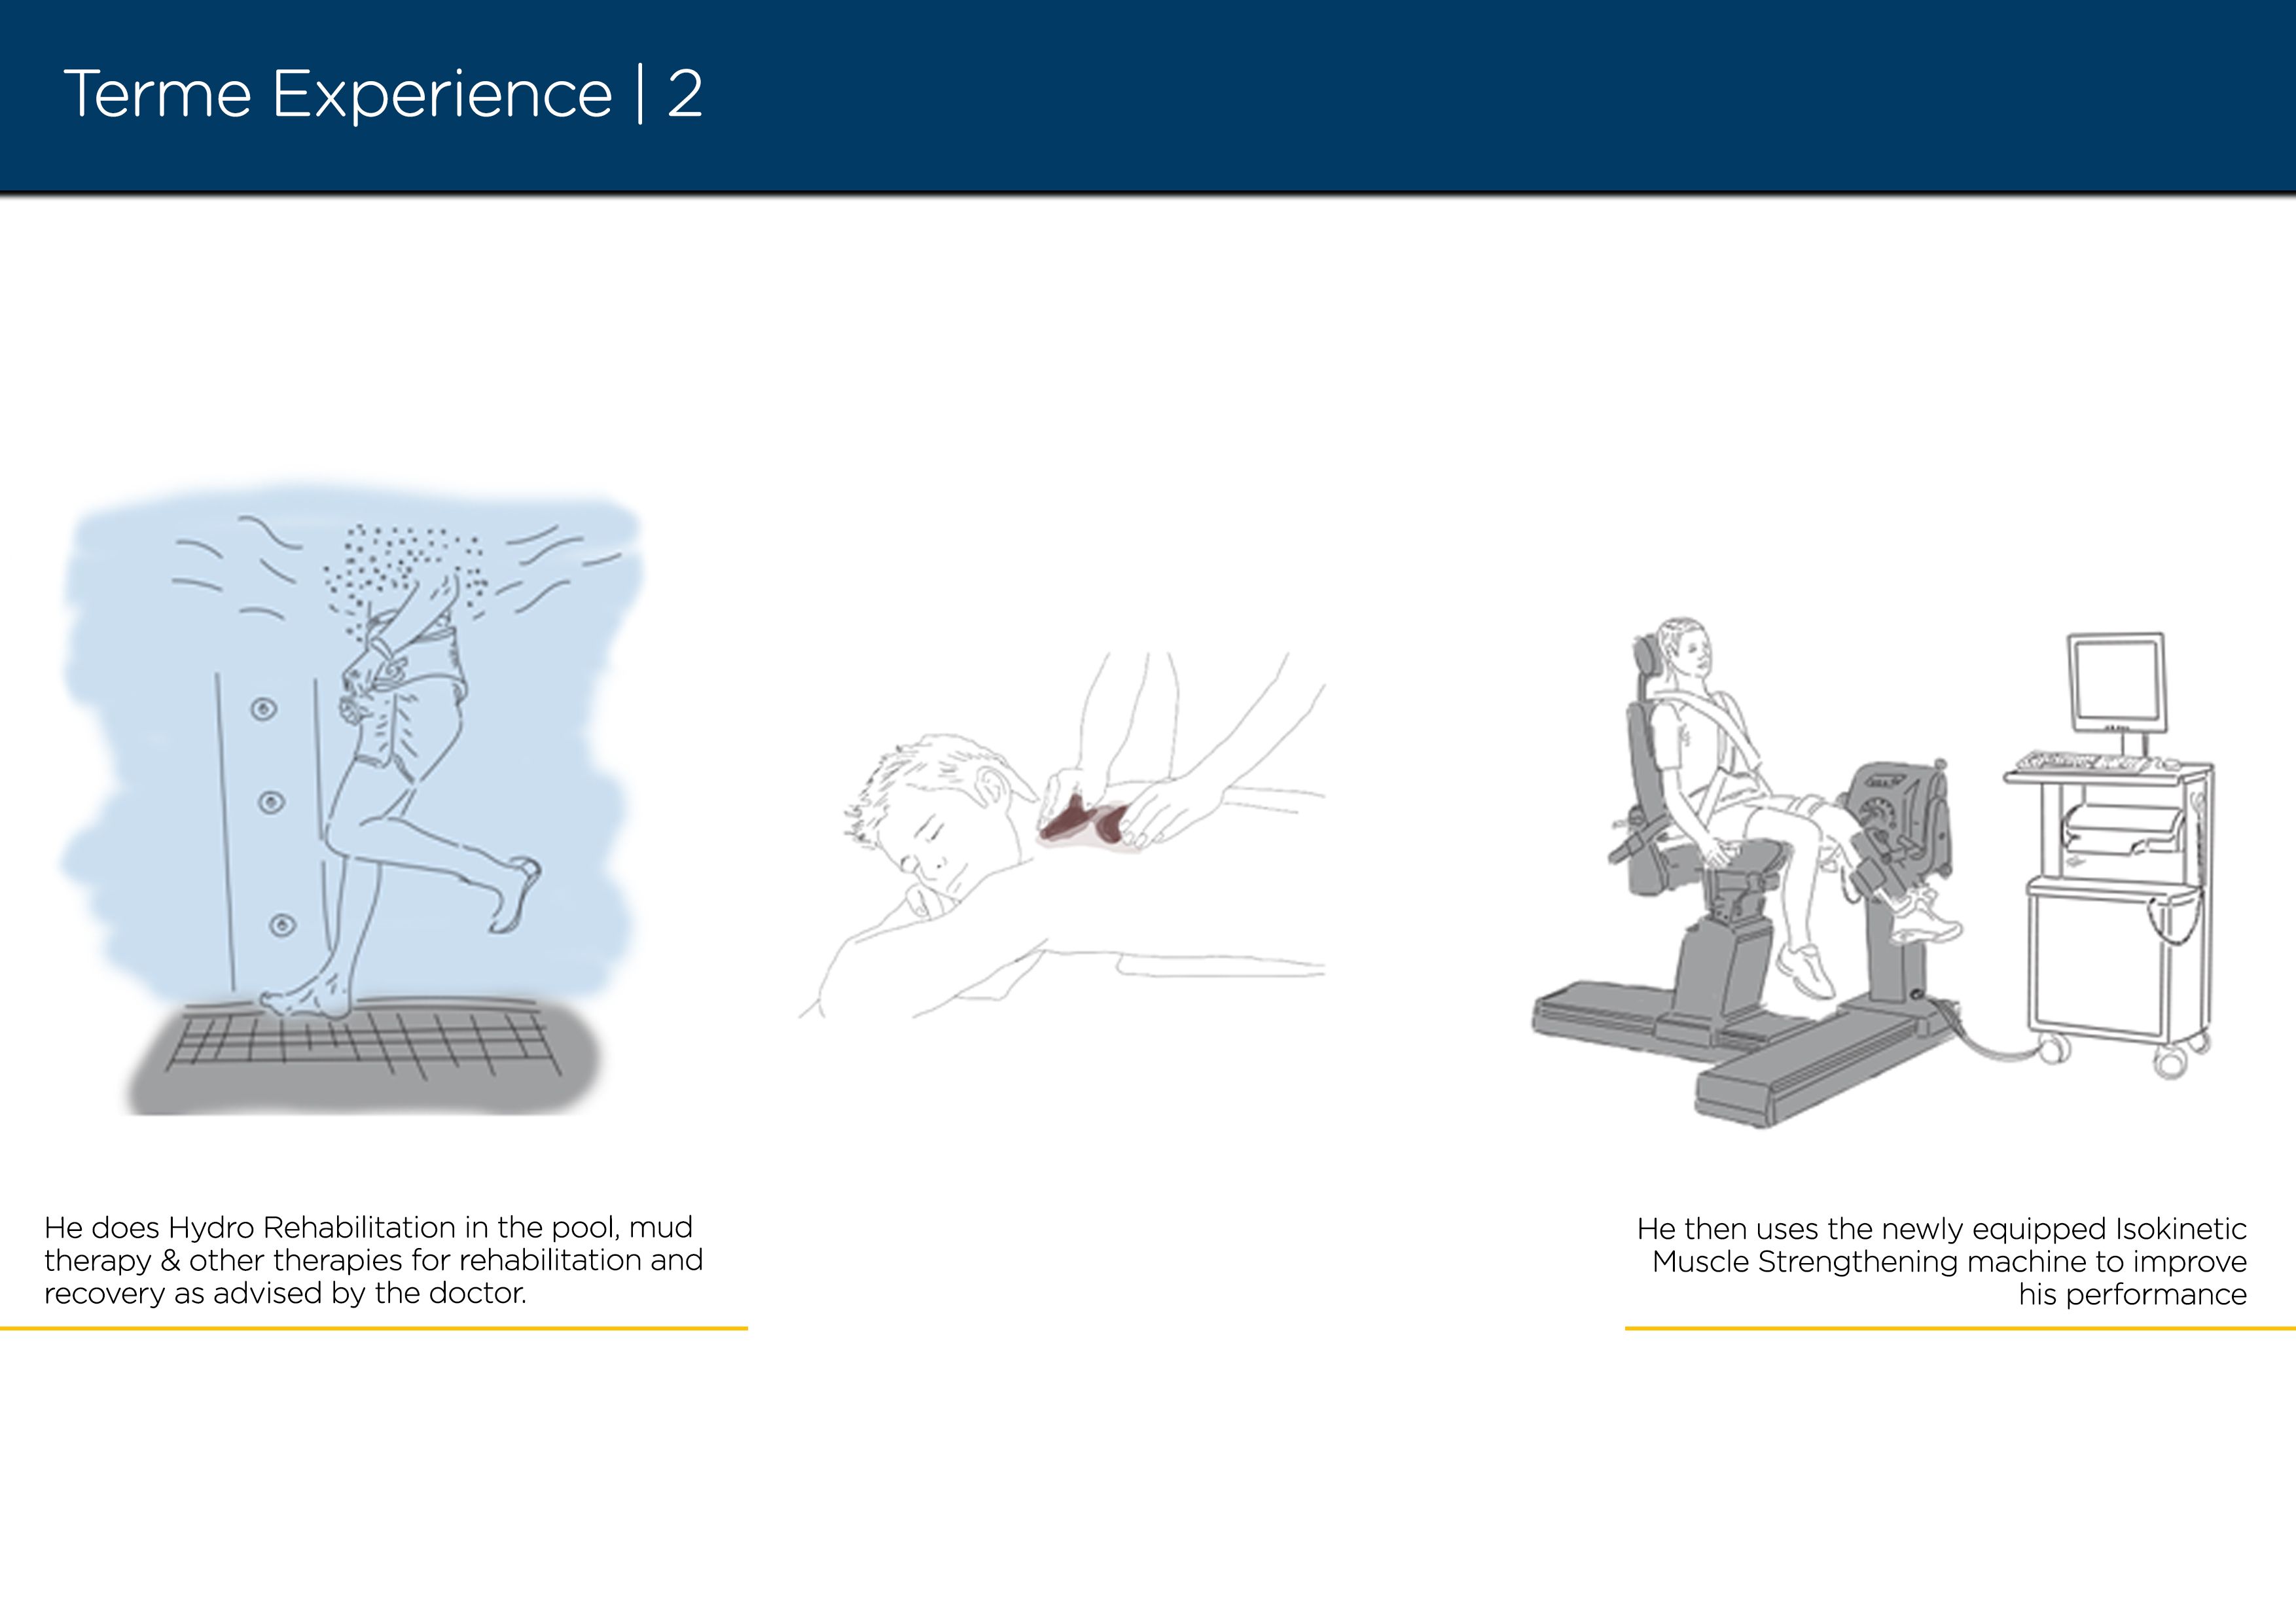 Terme Experience | 2
He does Hydro Rehabilitation in the pool, mud
therapy & other therapies for rehabilitation and
recovery as advised by the doctor.
He then uses the newly equipped Isokinetic
Muscle Strengthening machine to improve
his performance